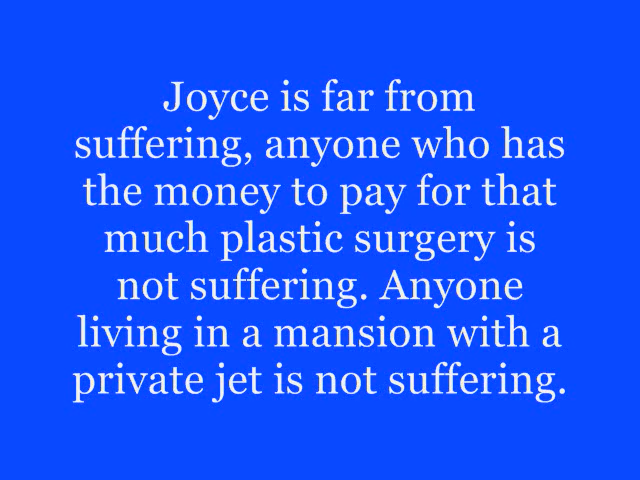 Joyce is far from
suffering, anyone who has
the money to pay for that
much plastic surgery is
not suffering. Anyone
living in a mansion with a
private jet is not suffering.